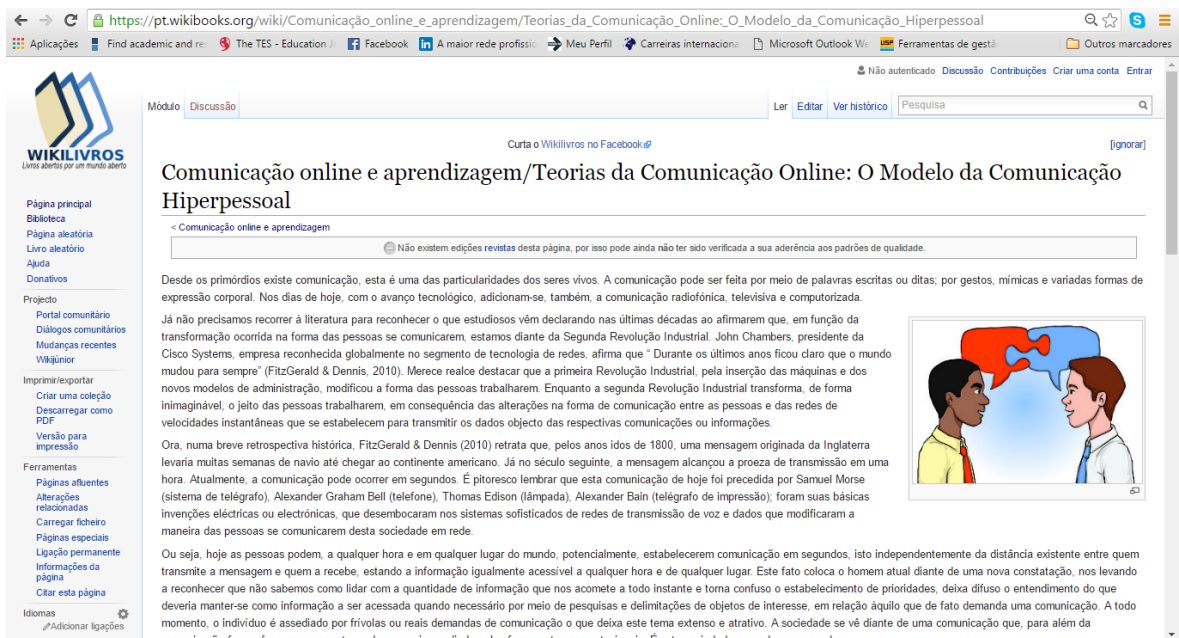 https://pt.wikibooks.org/wiki/Comunicação_online_e_aprendizagem/Teorias_da_Comunicação_Online:_O_Modelo_da_Comunicação_Hiperpessoal
Aplicações Find academic and re The TES - Education J Facebook A maior rede profissio Meu Perfil Carreiras internaciona Microsoft Outlook We Ferramentas de gestã Outros marcadores
Não autenticado Discussão Contribuições Criar uma conta Entrar
Módulo Discussão Ler Editar Ver histórico Pesquisa
WIKILIVROS
Livros abertos por um mundo aberto
Curta o Wikilivros no Facebook [ignorar]
Comunicação online e aprendizagem/Teorias da Comunicação Online: O Modelo da Comunicação
Hiperpessoal
< Comunicação online e aprendizagem
Não existem edições revistas desta página, por isso pode ainda não ter sido verificada a sua aderência aos padrões de qualidade.
Página principal
Biblioteca
Página aleatória
Livro aleatório
Ajuda
Donativos
Projecto
Portal comunitário
Diálogos comunitários
Mudanças recentes
Wikijúnior
Imprimir/exportar
Criar uma coleção
Descarregar como
PDF
Versão para
impressão
Ferramentas
Páginas afluentes
Alterações
relacionadas
Carregar ficheiro
Páginas especiais
Ligação permanente
Informações da
página
Citar esta página
Idiomas
Adicionar ligações
Desde os primórdios existe comunicação, esta é uma das particularidades dos seres vivos. A comunicação pode ser feita por meio de palavras escritas ou ditas; por gestos, mímicas e variadas formas de
expressão corporal. Nos dias de hoje, com o avanço tecnológico, adicionam-se, também, a comunicação radiofónica, televisiva e computorizada.
Já não precisamos recorrer à literatura para reconhecer o que estudiosos vêm declarando nas últimas décadas ao afirmarem que, em função da
transformação ocorrida na forma das pessoas se comunicarem, estamos diante da Segunda Revolução Industrial. John Chambers, presidente da
Cisco Systems, empresa reconhecida globalmente no segmento de tecnologia de redes, afirma que “ Durante os últimos anos ficou claro que o mundo
mudou para sempre” (FitzGerald & Dennis, 2010). Merece realce destacar que a primeira Revolução Industrial, pela inserção das máquinas e dos
novos modelos de administração, modificou a forma das pessoas trabalharem. Enquanto a segunda Revolução Industrial transforma, de forma
inimaginável, o jeito das pessoas trabalharem, em consequência das alterações na forma de comunicação entre as pessoas e das redes de
velocidades instantâneas que se estabelecem para transmitir os dados objecto das respectivas comunicações ou informações.
Ora, numa breve retrospectiva histórica, FitzGerald & Dennis (2010) retrata que, pelos anos idos de 1800, uma mensagem originada da Inglaterra
levaria muitas semanas de navio até chegar ao continente americano. Já no século seguinte, a mensagem alcançou a proeza de transmissão em uma
hora. Atualmente, a comunicação pode ocorrer em segundos. É pitoresco lembrar que esta comunicação de hoje foi precedida por Samuel Morse
(sistema de telégrafo), Alexander Graham Bell (telefone), Thomas Edison (lâmpada), Alexander Bain (telégrafo de impressão); foram suas básicas
invenções eléctricas ou electrónicas, que desembocaram nos sistemas sofisticados de redes de transmissão de voz e dados que modificaram a
maneira das pessoas se comunicarem desta sociedade em rede.
Ou seja, hoje as pessoas podem, a qualquer hora e em qualquer lugar do mundo, potencialmente, estabelecerem comunicação em segundos, isto independentemente da distância existente entre quem
transmite a mensagem e quem a recebe, estando a informação igualmente acessível a qualquer hora e de qualquer lugar. Este fato coloca o homem atual diante de uma nova constatação, nos levando
a reconhecer que não sabemos como lidar com a quantidade de informação que nos acomete a todo instante e torna confuso o estabelecimento de prioridades, deixa difuso o entendimento do que
deveria manter-se como informação a ser acessada quando necessário por meio de pesquisas e delimitações de objetos de interesse, em relação àquilo que de fato demanda uma comunicação. A todo
momento, o indivíduo é assediado por frívolas ou reais demandas de comunicação o que deixa este tema extenso e atrativo. A sociedade se vê diante de uma comunicação que, para além da